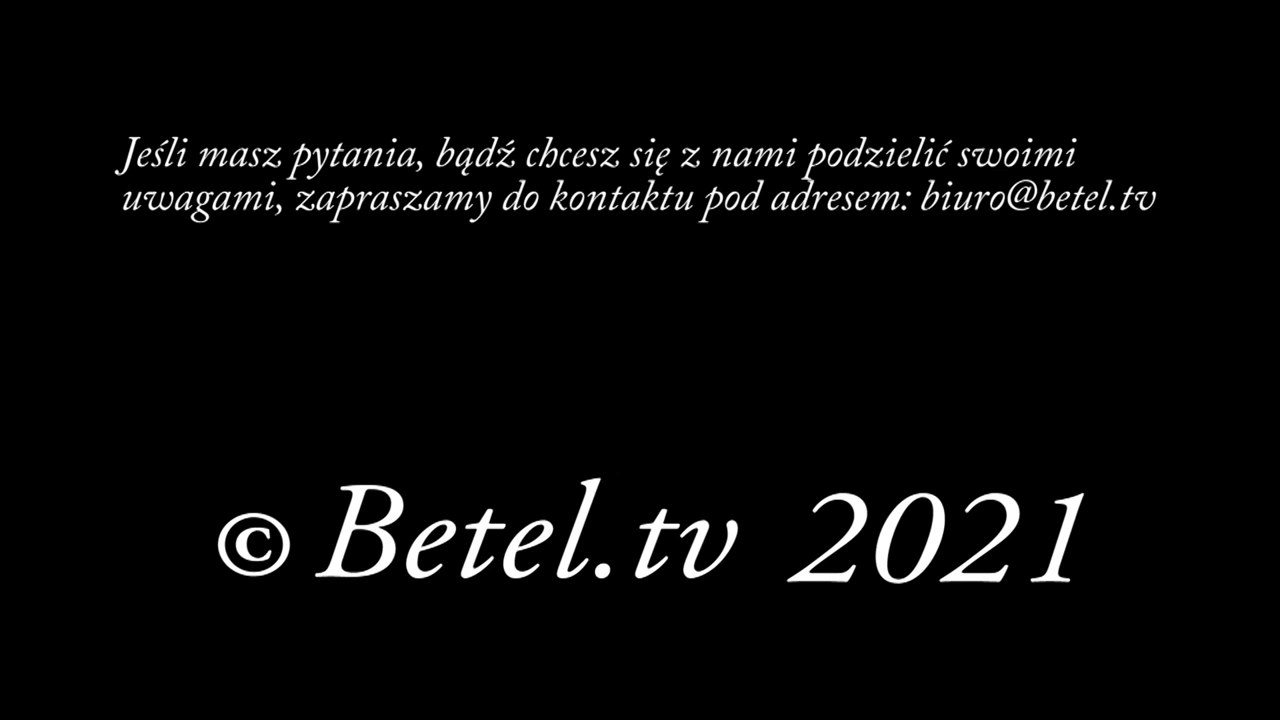 Jeśli masz pytania, bądź chcesz się z nami podzielić swoimi
uwagami, zapraszamy do kontaktu pod adresem: biuro@betel.tv
© Betel.tv 2021